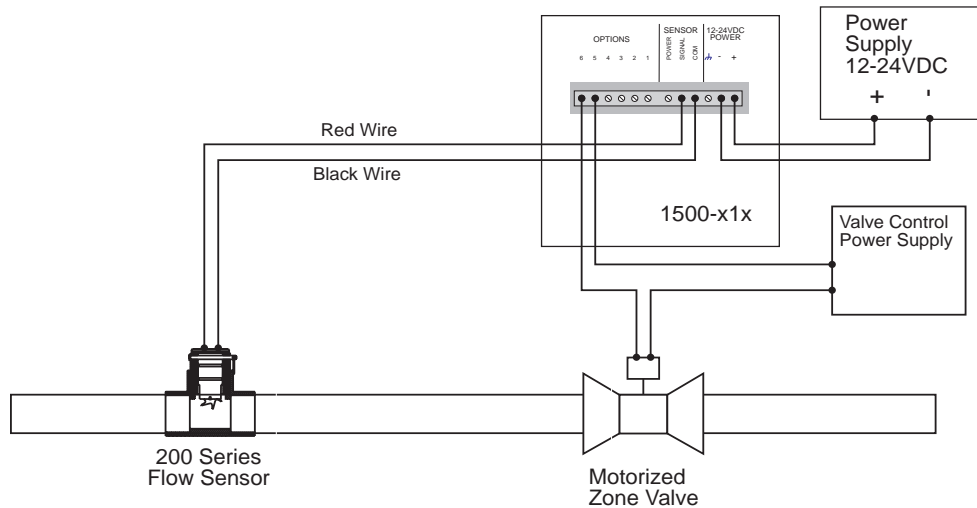 OPTIONS
SENSOR
12-24VDC
POWER
6 5 4 3 2 1
POWER
SIGNAL
COM
- +
Power
Supply
12-24VDC
+ '
Red Wire
Black Wire
1500-x1x
Valve Control
Power Supply
200 Series
Flow Sensor
Motorized
Zone Valve